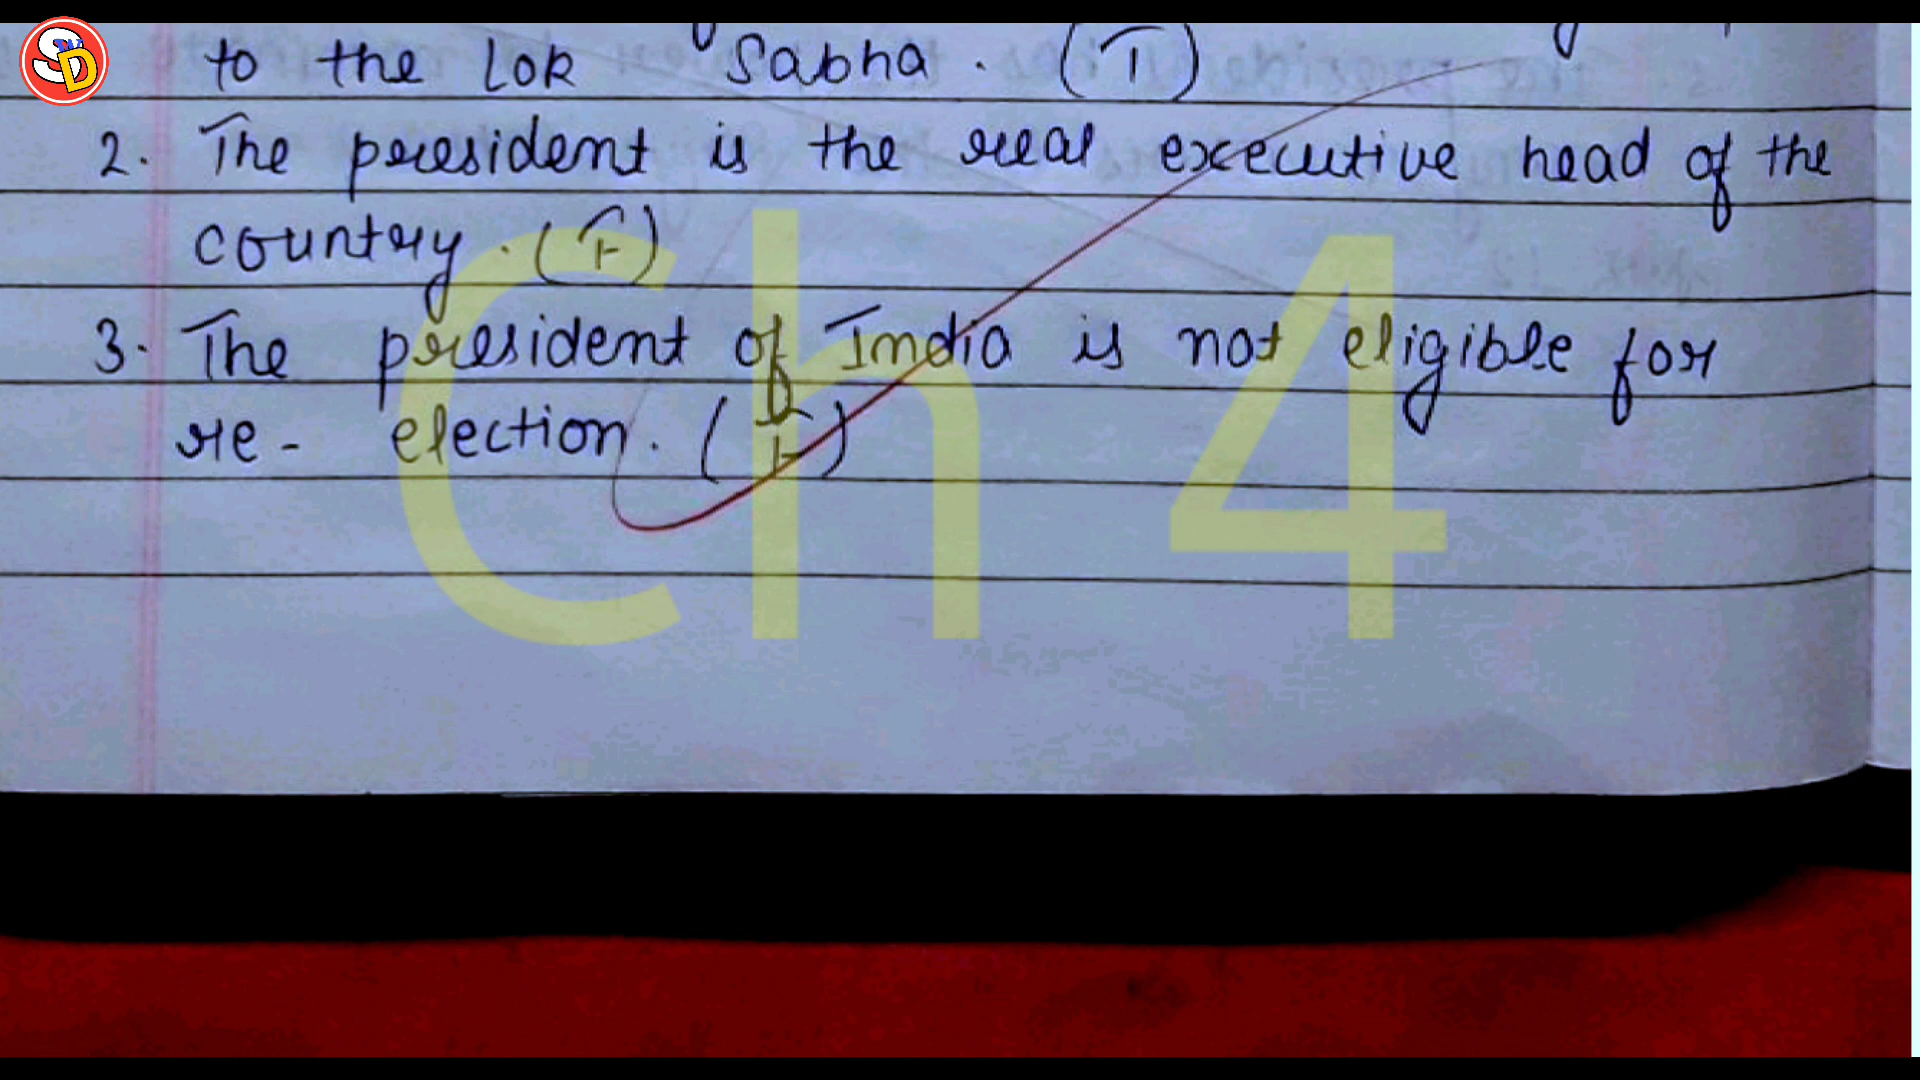 SWD
to the Lok Sabha. (T)
2. The president is the real executive head of the
country. (F)
3. The president of India is not eligible for
re- election. (F)
Ch 4